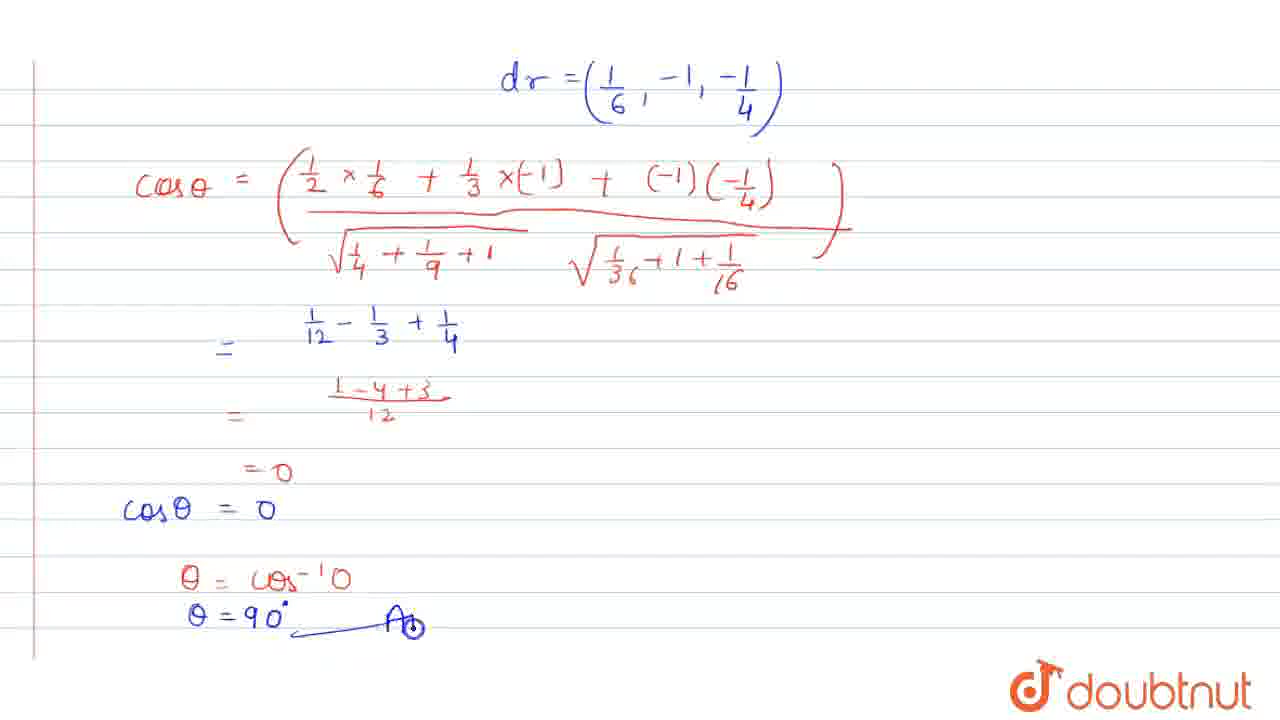 dr = (1/6, -1, -1/4)
cosθ = ( 1/2 × 1/6 + 1/3 ×(-1) + (-1)(-1/4) / √(1/4 + 1/9 + 1) √(1/36 + 1 + 1/16) )
= 1/12 - 1/3 + 1/4
= (1 - 4 + 3)/12
= 0
cosθ = 0
θ = cos⁻¹0
θ = 90°
doubtnut